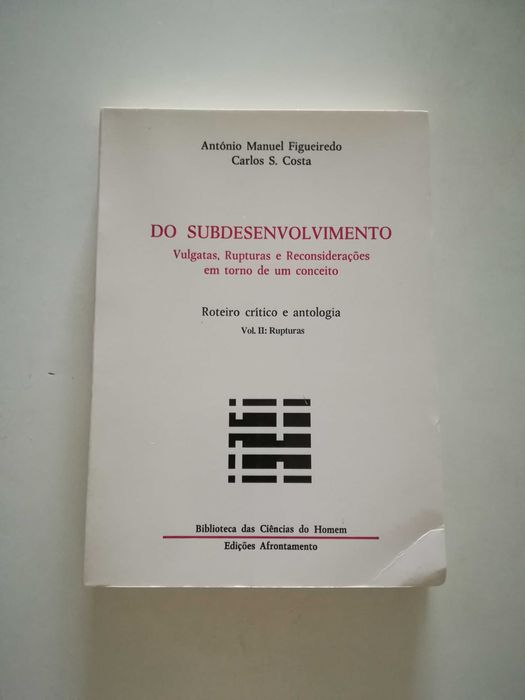 António Manuel Figueiredo
Carlos S. Costa
DO SUBDESENVOLVIMENTO
Vulgatas, Rupturas e Reconsiderações
em torno de um conceito
Roteiro crítico e antologia
Vol. II: Rupturas
Biblioteca das Ciências do Homem
Edições Afrontamento